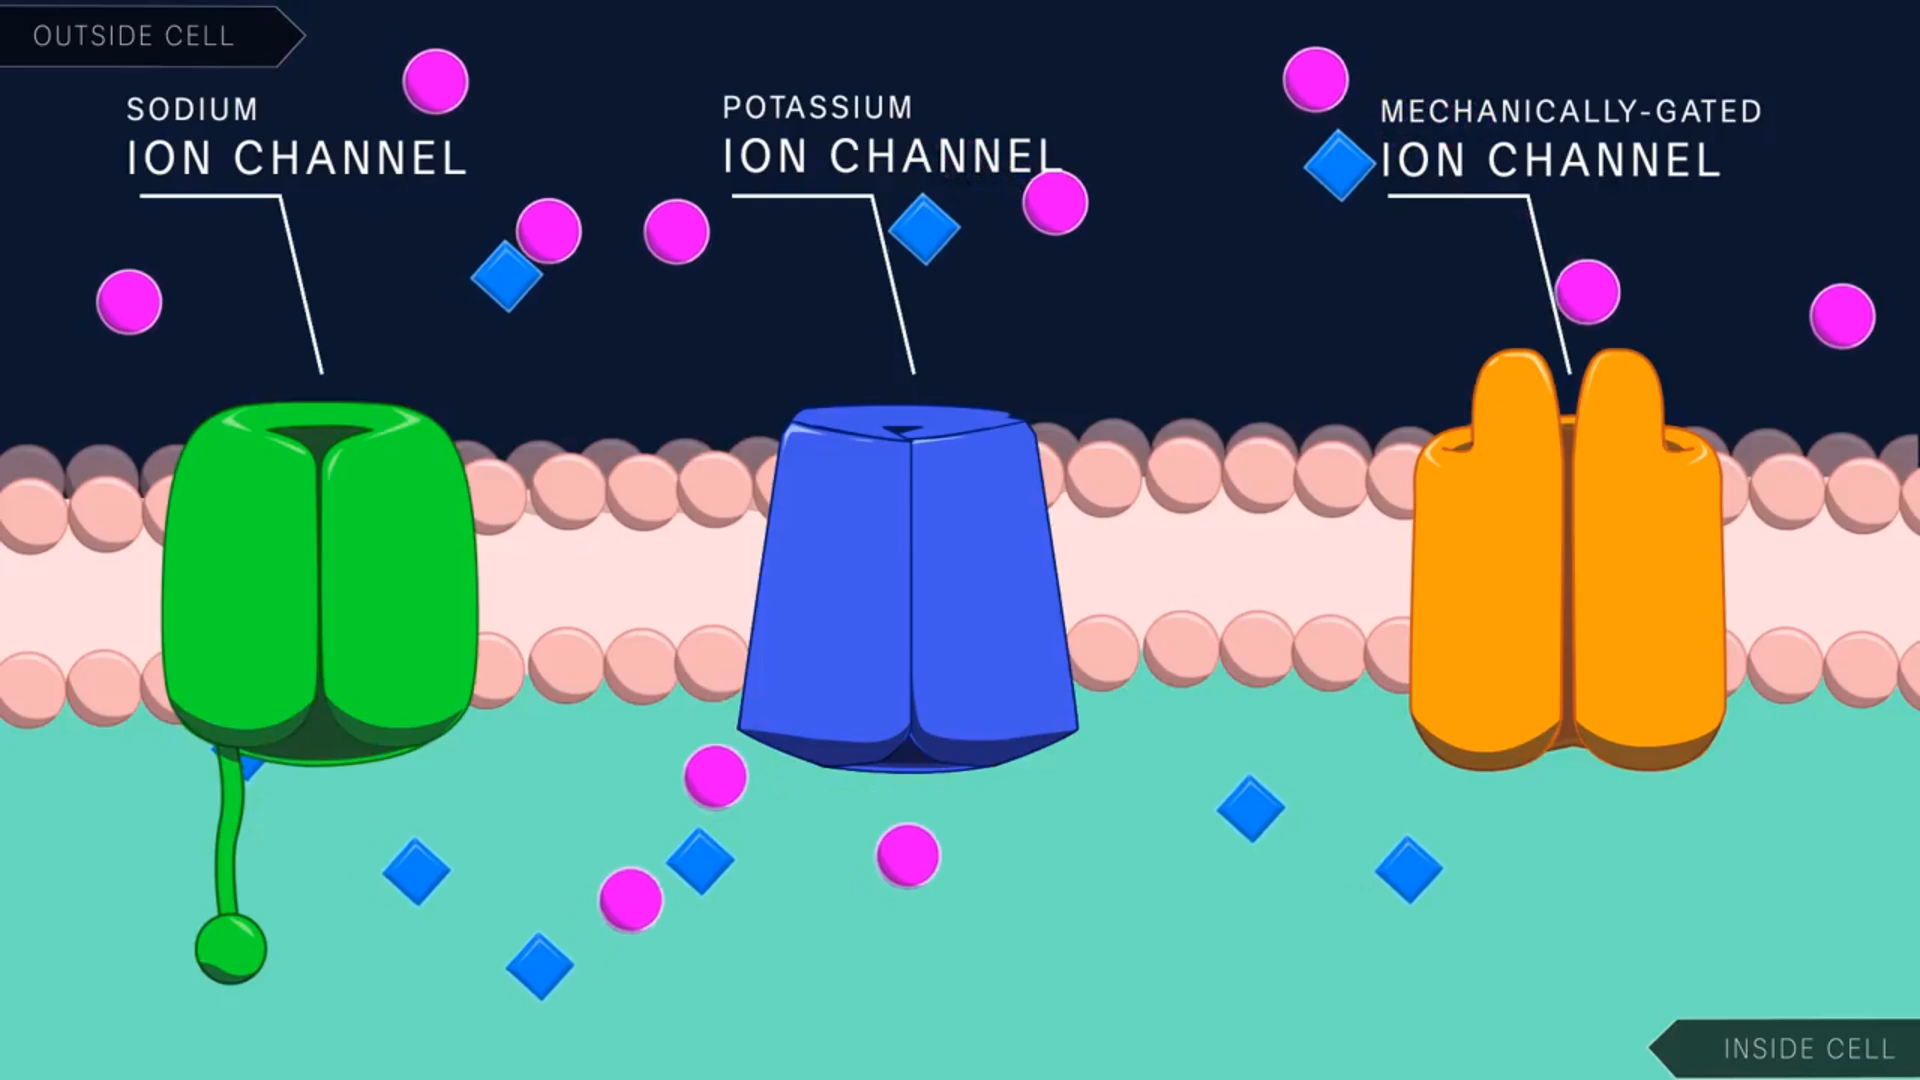 OUTSIDE CELL
SODIUM
ION CHANNEL
POTASSIUM
ION CHANNEL
MECHANICALLY-GATED
ION CHANNEL
INSIDE CELL